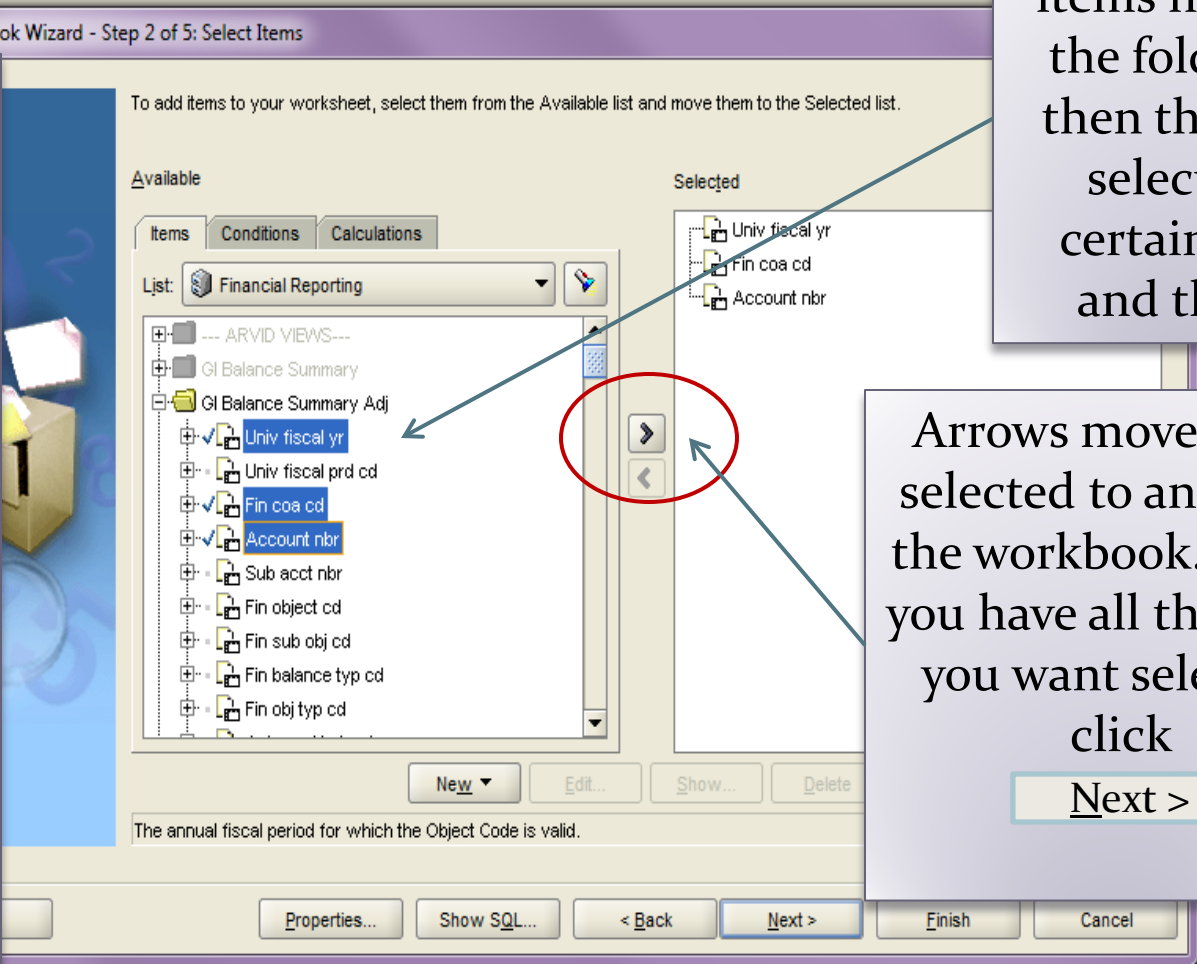 ok Wizard - Step 2 of 5: Select Items
To add items to your worksheet, select them from the Available list and move them to the Selected list.
Available
Items Conditions Calculations
List: Financial Reporting
--- ARVID VIEWS---
Gl Balance Summary
Gl Balance Summary Adj
Univ fiscal yr
Univ fiscal prd cd
Fin coa cd
Account nbr
Sub acct nbr
Fin object cd
Fin sub obj cd
Fin balance typ cd
Fin obj typ cd
Selected
Univ fiscal yr
Fin coa cd
Account nbr
New Edit... Show... Delete
The annual fiscal period for which the Object Code is valid.
Properties... Show SQL... < Back Next > Finish Cancel
items
the fol
then th
selec
certain
and th
Arrows move
selected to an
the workbook.
you have all th
you want sele
click
Next >